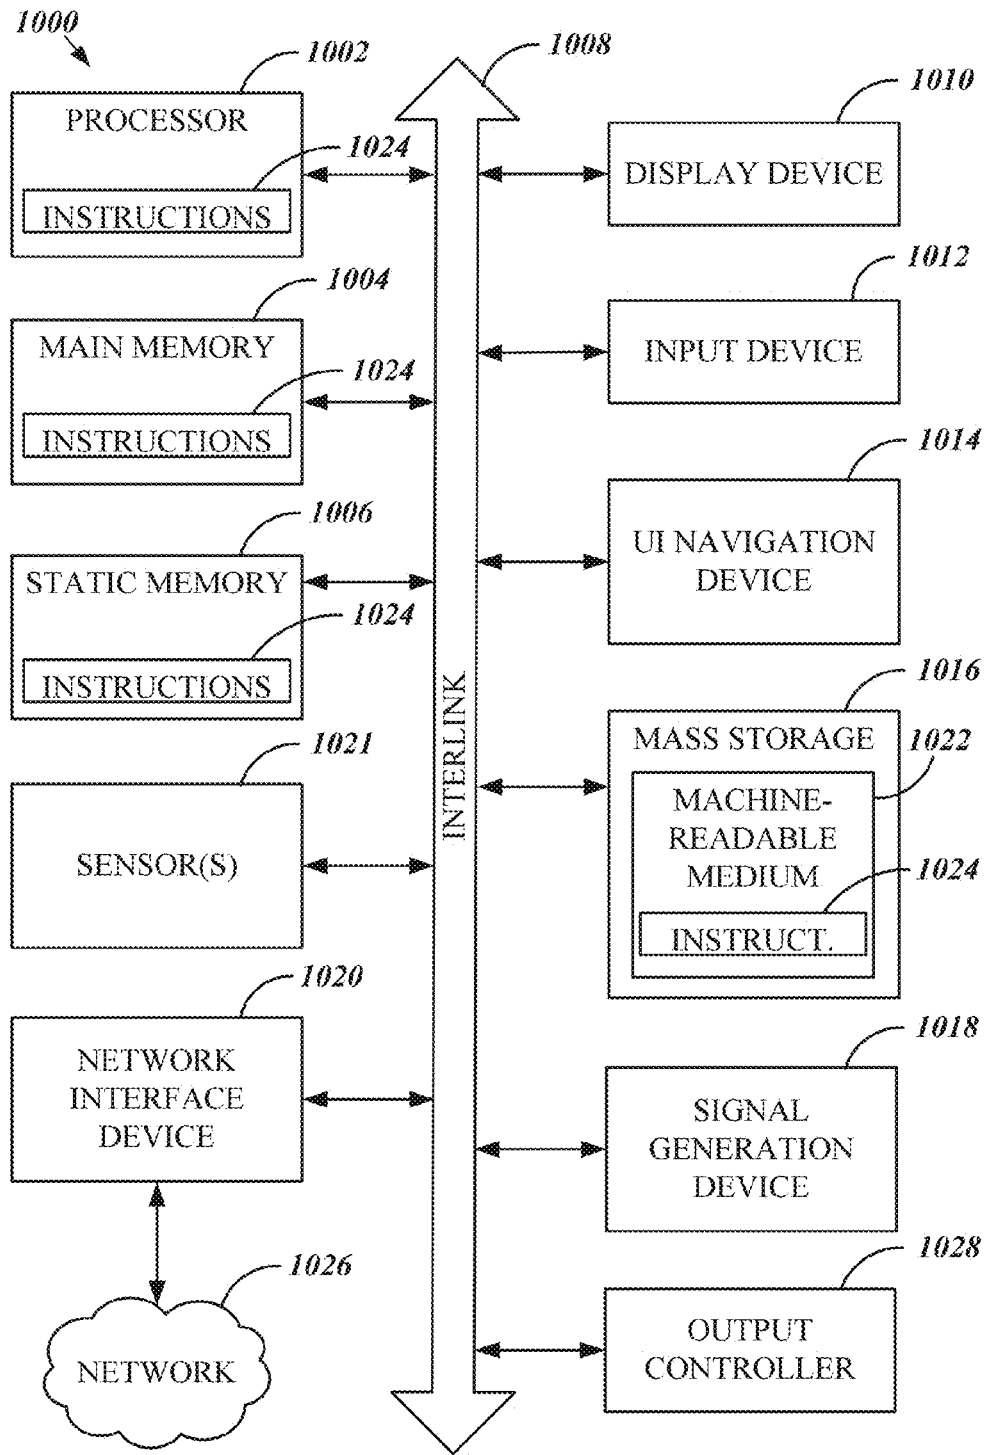 1000
1002
PROCESSOR
1024
INSTRUCTIONS
1004
MAIN MEMORY
1024
INSTRUCTIONS
1006
STATIC MEMORY
1024
INSTRUCTIONS
1021
SENSOR(S)
1020
NETWORK
INTERFACE
DEVICE
1026
NETWORK
1008
INTERLINK
1010
DISPLAY DEVICE
1012
INPUT DEVICE
1014
UI NAVIGATION
DEVICE
1016
MASS STORAGE
1022
MACHINE-
READABLE
MEDIUM
1024
INSTRUCT.
1018
SIGNAL
GENERATION
DEVICE
1028
OUTPUT
CONTROLLER